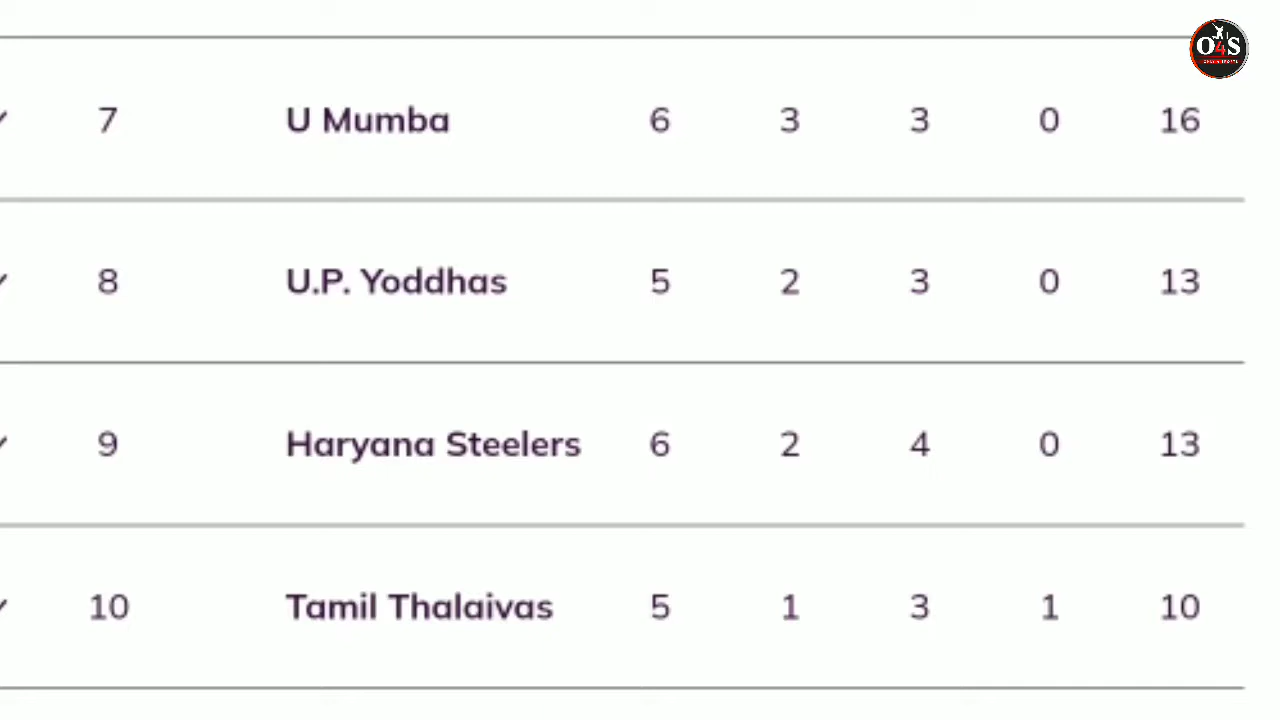 O4S
7 U Mumba 6 3 3 0 16
8 U.P. Yoddhas 5 2 3 0 13
9 Haryana Steelers 6 2 4 0 13
10 Tamil Thalaivas 5 1 3 1 10